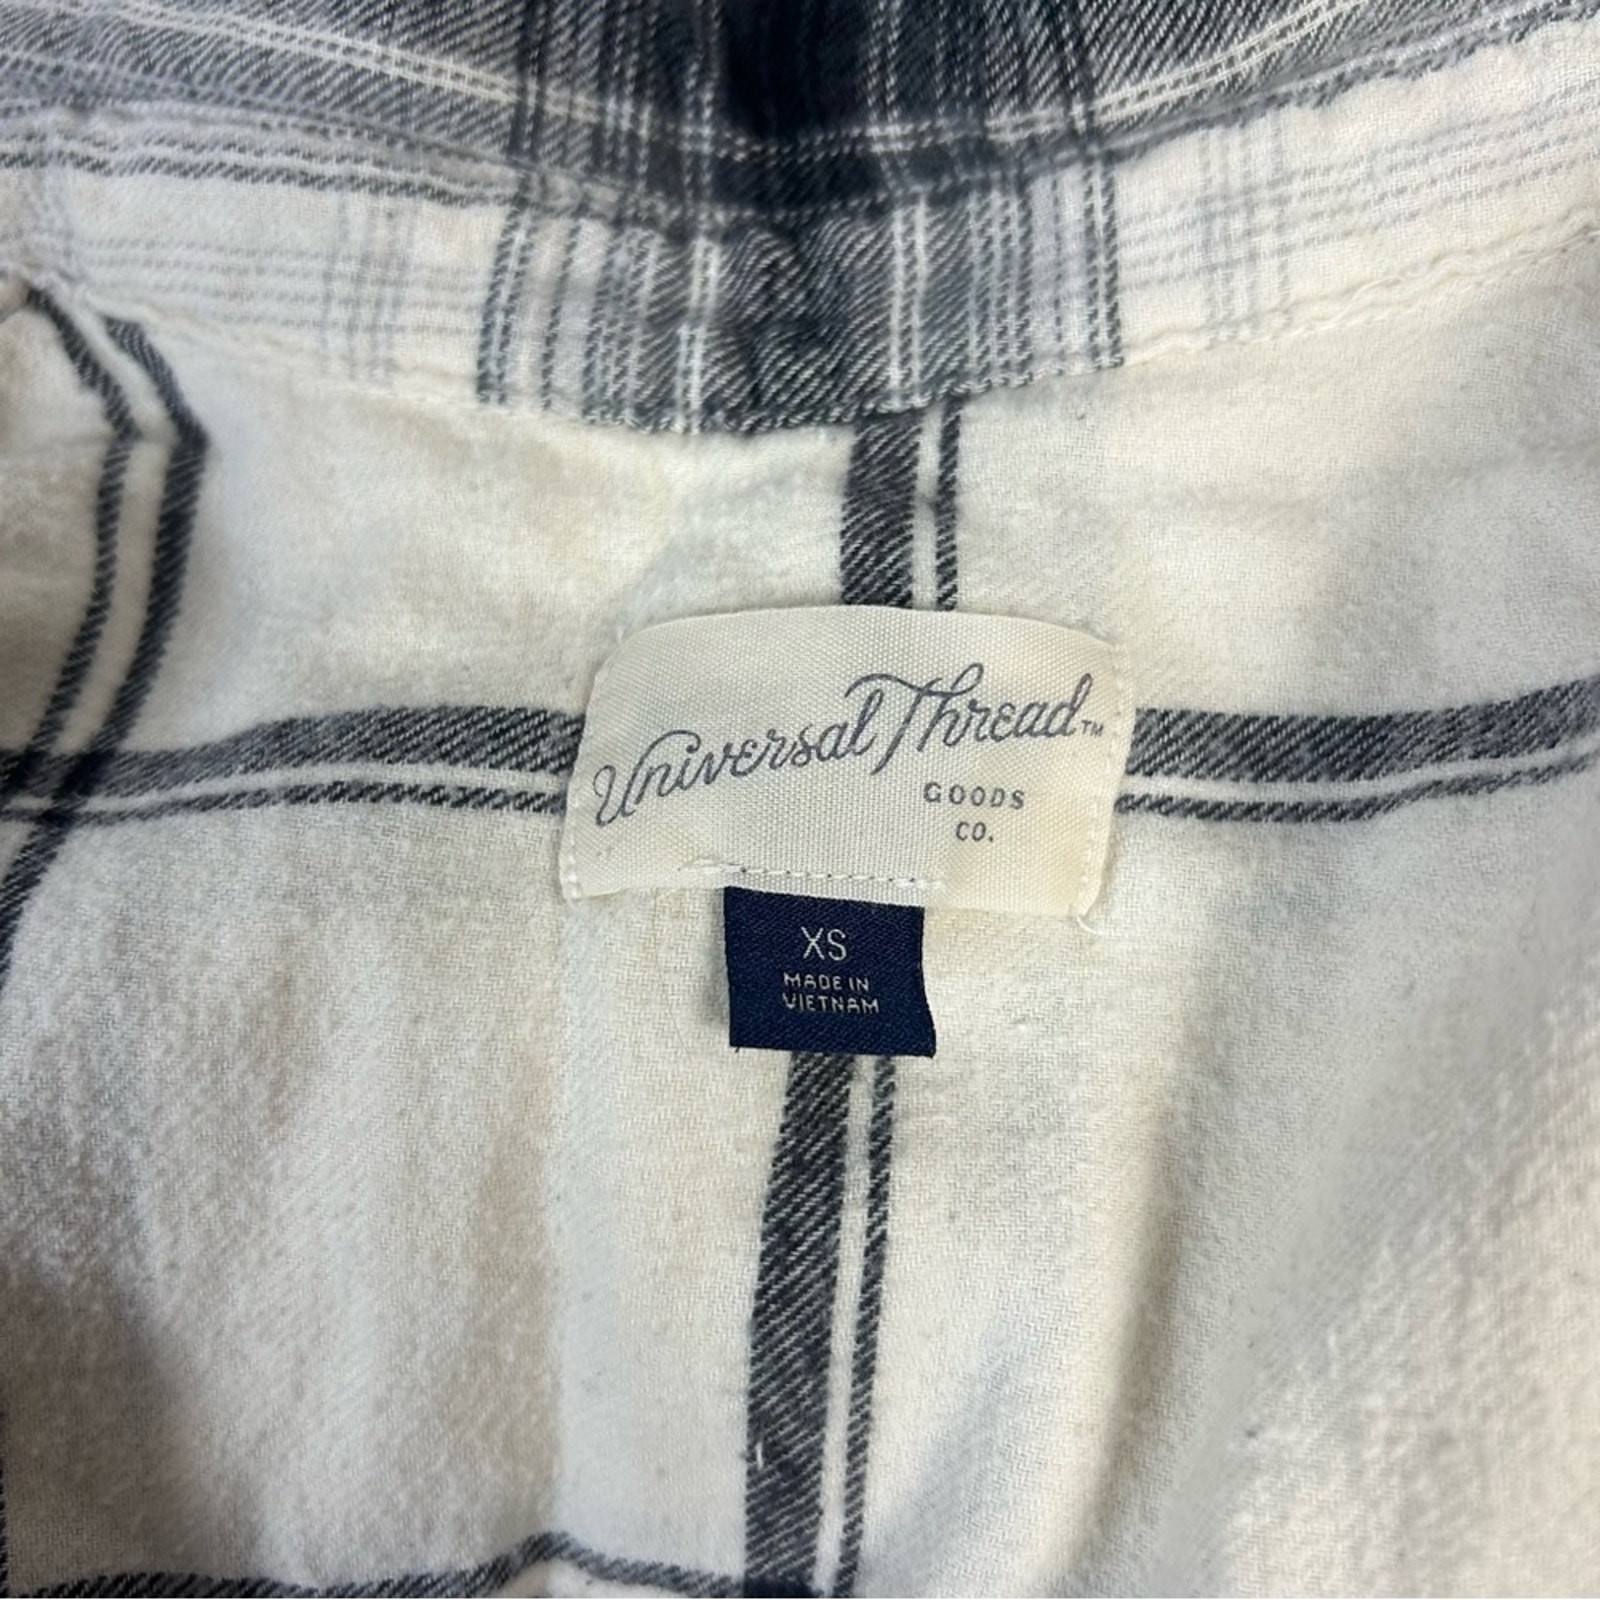 Universal Thread™
GOODS
CO.
XS
MADE IN
VIETNAM